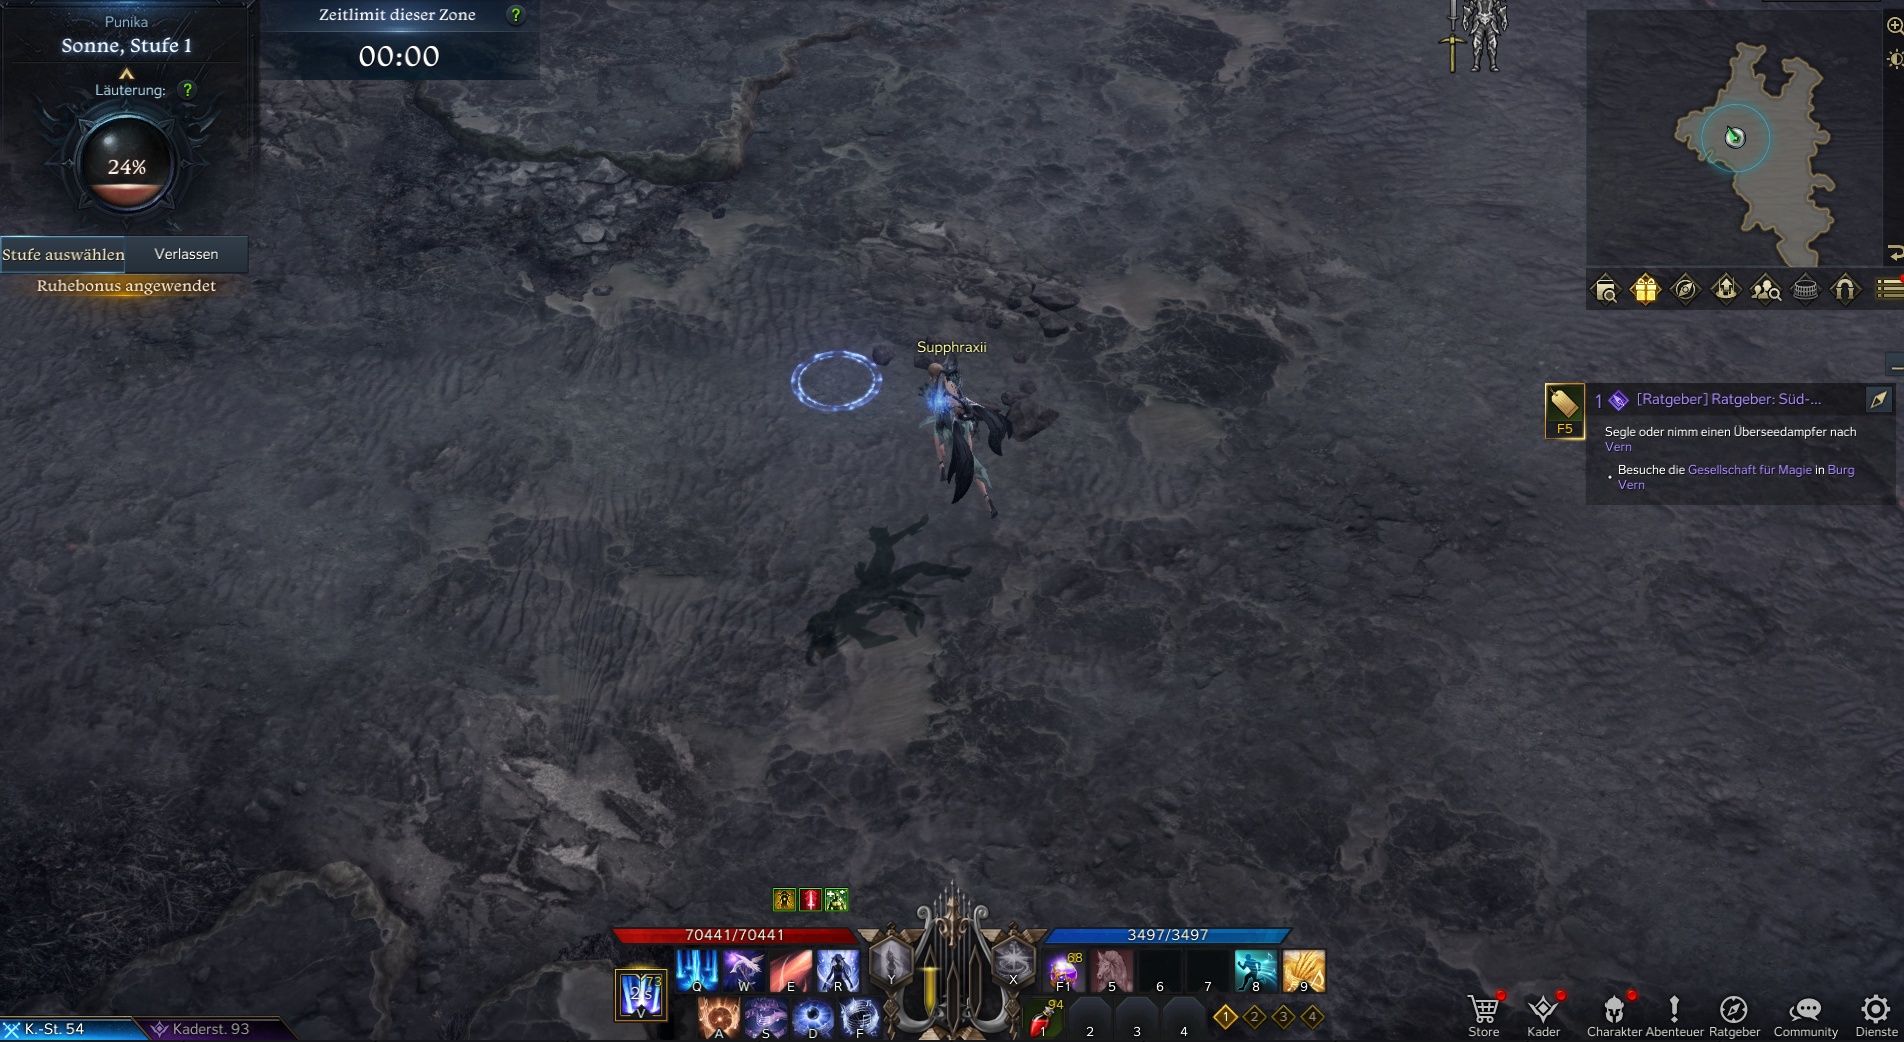 Punika
Sonne, Stufe 1
Läuterung: ?
24%
Stufe auswählen
Verlassen
Ruhebonus angewendet
Zeitlimit dieser Zone ?
00:00
Supphraxii
F5
1 [Ratgeber] Ratgeber: Süd-...
Segle oder nimm einen Überseedampfer nach
Vern
• Besuche die Gesellschaft für Magie in Burg
Vern
70441/70441
3497/3497
Y
X
Q
W
E
R
68
F1
5
6
7
8
9
73
2 s
V
A
S
D
F
94
1
2
3
4
1
2
3
4
K.-St. 54
Kaderst. 93
Store
Kader
Charakter
Abenteuer
Ratgeber
Community
Dienste